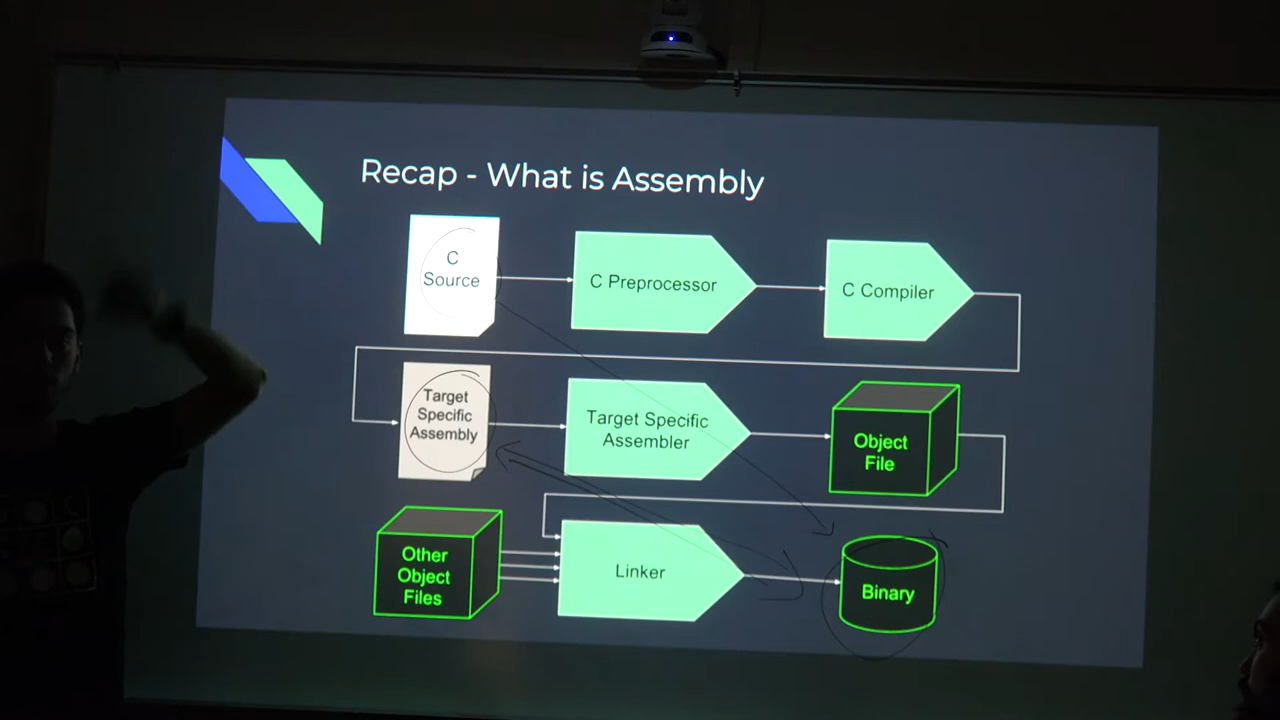 Recap - What is Assembly
C
Source
C Preprocessor
C Compiler
Target
Specific
Assembly
Target Specific
Assembler
Object
File
Other
Object
Files
Linker
Binary